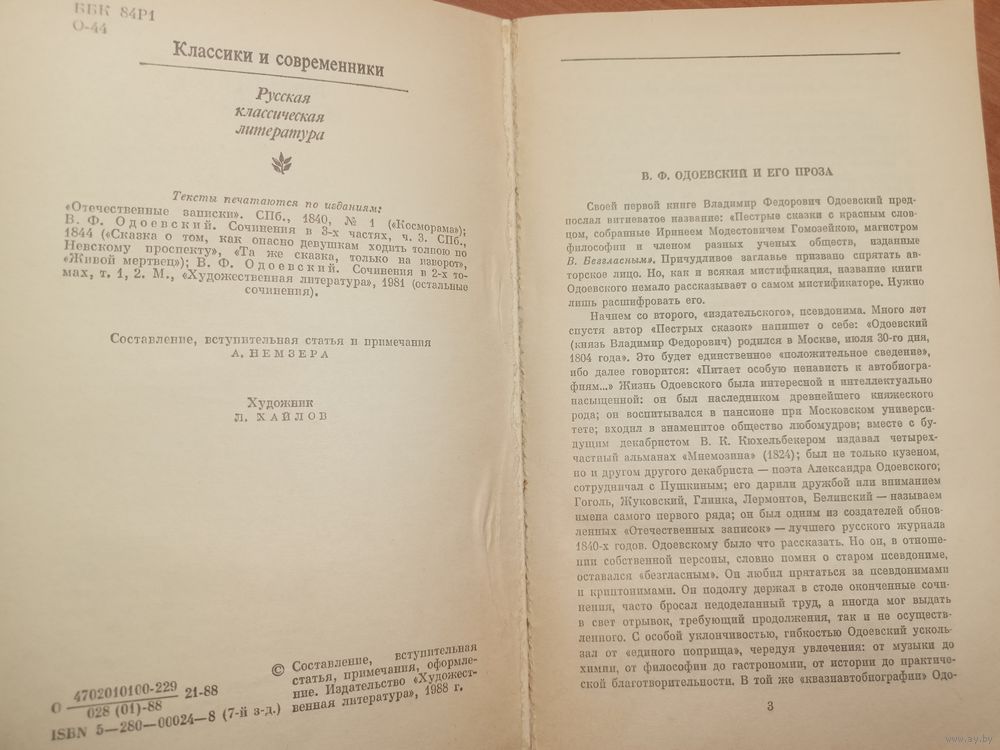 ББК 84Р1
О-44
Классики и современники
Русская
классическая
литература
Тексты печатаются по изданиям:
«Отечественные записки». СПб., 1840, № 1 («Косморама»);
В. Ф. Одоевский. Сочинения в 3-х частях, ч. 3. СПб.,
1844 («Сказка о том, как опасно девушкам ходить толпою по
Невскому проспекту», «Та же сказка, только на изворот»,
«Живой мертвец»); В. Ф. Одоевский. Сочинения в 2-х то-
мах, т. 1, 2. М., «Художественная литература», 1981 (остальные
сочинения).
Составление, вступительная статья и примечания
А. НЕМЗЕРА
Художник
Л. ХАЙЛОВ
О 4702010100-229
028 (01)-88 21-88
ISBN 5—280—00024—8 (7-й з-д.)
© Составление, вступительная
статья, примечания, оформле-
ние. Издательство «Художест-
венная литература», 1988 г.
В. Ф. ОДОЕВСКИЙ И ЕГО ПРОЗА
Своей первой книге Владимир Федорович Одоевский пред-
послал витиеватое название: «Пестрые сказки с красным слов-
цом, собранные Иринеем Модестовичем Гомозейкою, магистром
философии и членом разных ученых обществ, изданные
В. Безгласным». Причудливое заглавье призвано спрятать ав-
торское лицо. Но, как и всякая мистификация, название книги
Одоевского немало рассказывает о самом мистификаторе. Нужно
лишь расшифровать его.
Начнем со второго, «издательского», псевдонима. Много лет
спустя автор «Пестрых сказок» напишет о себе: «Одоевский
(князь Владимир Федорович) родился в Москве, июля 30-го дня,
1804 года». Это будет единственное «положительное сведение»,
ибо далее говорится: «Питает особую ненависть к автобиогра-
фиям...» Жизнь Одоевского была интересной и интеллектуально
насыщенной: он был наследником древнейшего княжеского
рода; он воспитывался в пансионе при Московском универси-
тете; входил в знаменитое общество любомудров; вместе с бу-
дущим декабристом В. К. Кюхельбекером издавал четырех-
частный альманах «Мнемозина» (1824); был не только кузеном,
но и другом другого декабриста — поэта Александра Одоевского;
сотрудничал с Пушкиным; его дарили дружбой или вниманием
Гоголь, Жуковский, Глинка, Лермонтов, Белинский — называем
имена самого первого ряда; он был одним из создателей обнов-
ленных «Отечественных записок» — лучшего русского журнала
1840-х годов. Одоевскому было что рассказать. Но он, в отноше-
нии собственной персоны, словно помня о старом псевдониме,
оставался «безгласным». Он любил прятаться за псевдонимами
и криптонимами. Он подолгу держал в столе оконченные сочи-
нения, часто бросал недоделанный труд, а иногда мог выдать
в свет отрывок, требующий продолжения, так и не осуществ-
ленного. С особой уклончивостью, гибкостью Одоевский усколь-
зал от «единого поприща», чередуя увлечения: от музыки до
химии, от философии до гастрономии, от истории до практиче-
ской благотворительности. В той же «квазиавтобиографии» Одо-
3
www.ay.by